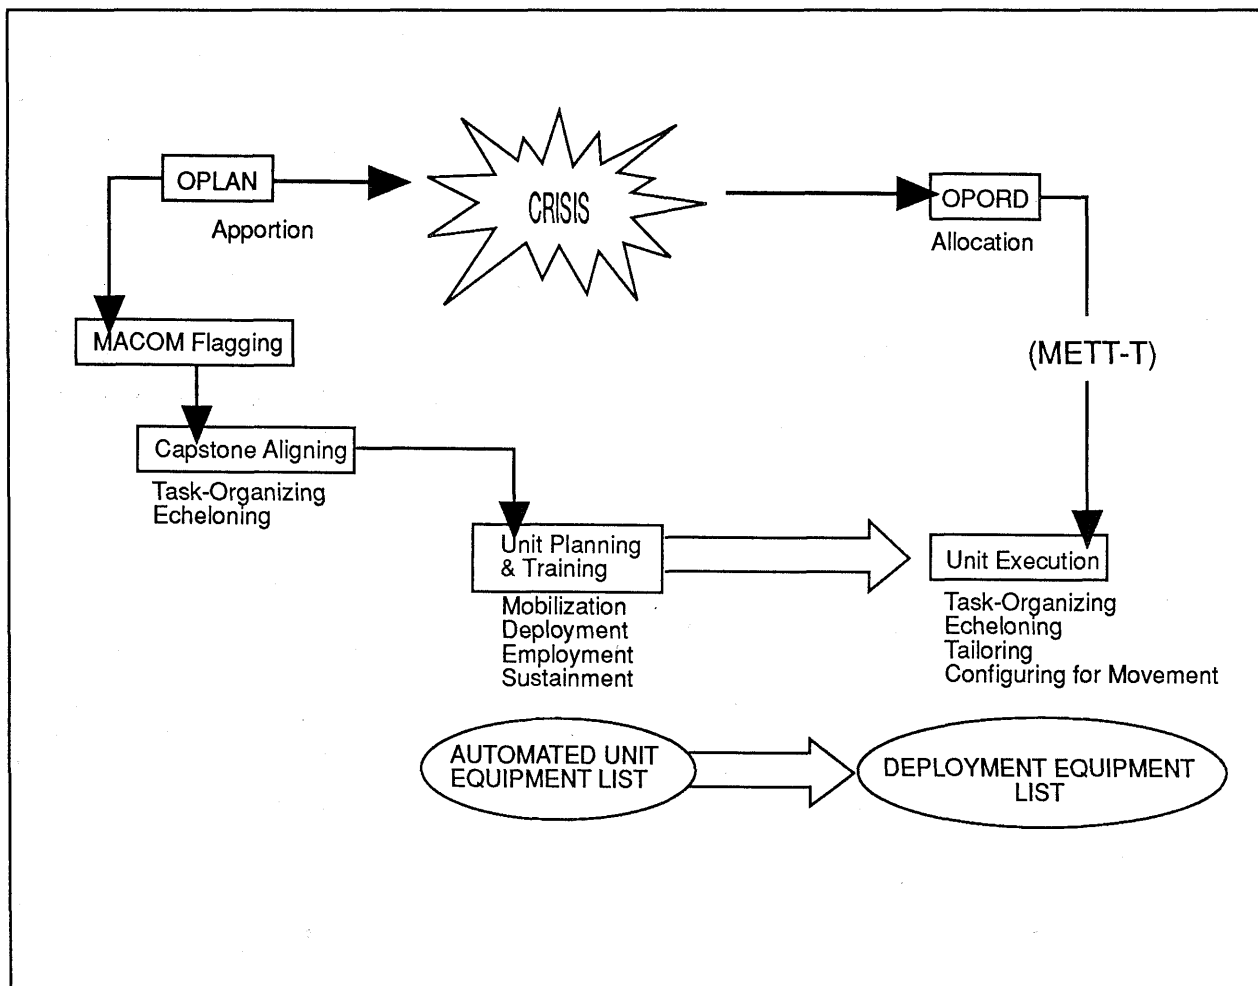 OPLAN
Apportion
CRISIS
OPORD
Allocation
MACOM Flagging
(METT-T)
Capstone Aligning
Task-Organizing
Echeloning
Unit Planning
& Training
Mobilization
Deployment
Employment
Sustainment
Unit Execution
Task-Organizing
Echeloning
Tailoring
Configuring for Movement
AUTOMATED UNIT
EQUIPMENT LIST
DEPLOYMENT EQUIPMENT
LIST